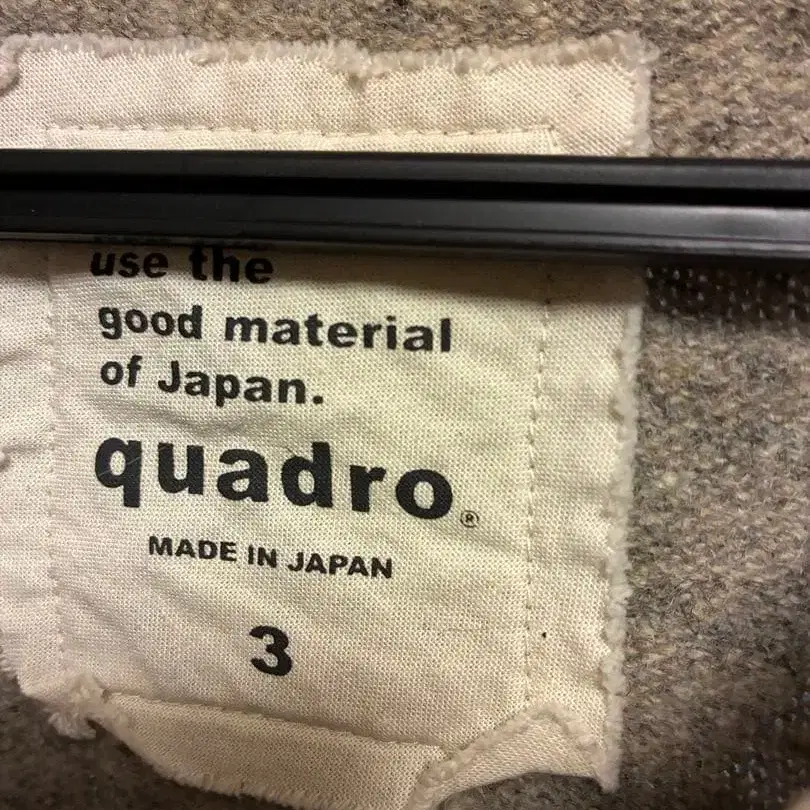 use the
good material
of Japan.
quadro®
MADE IN JAPAN
3